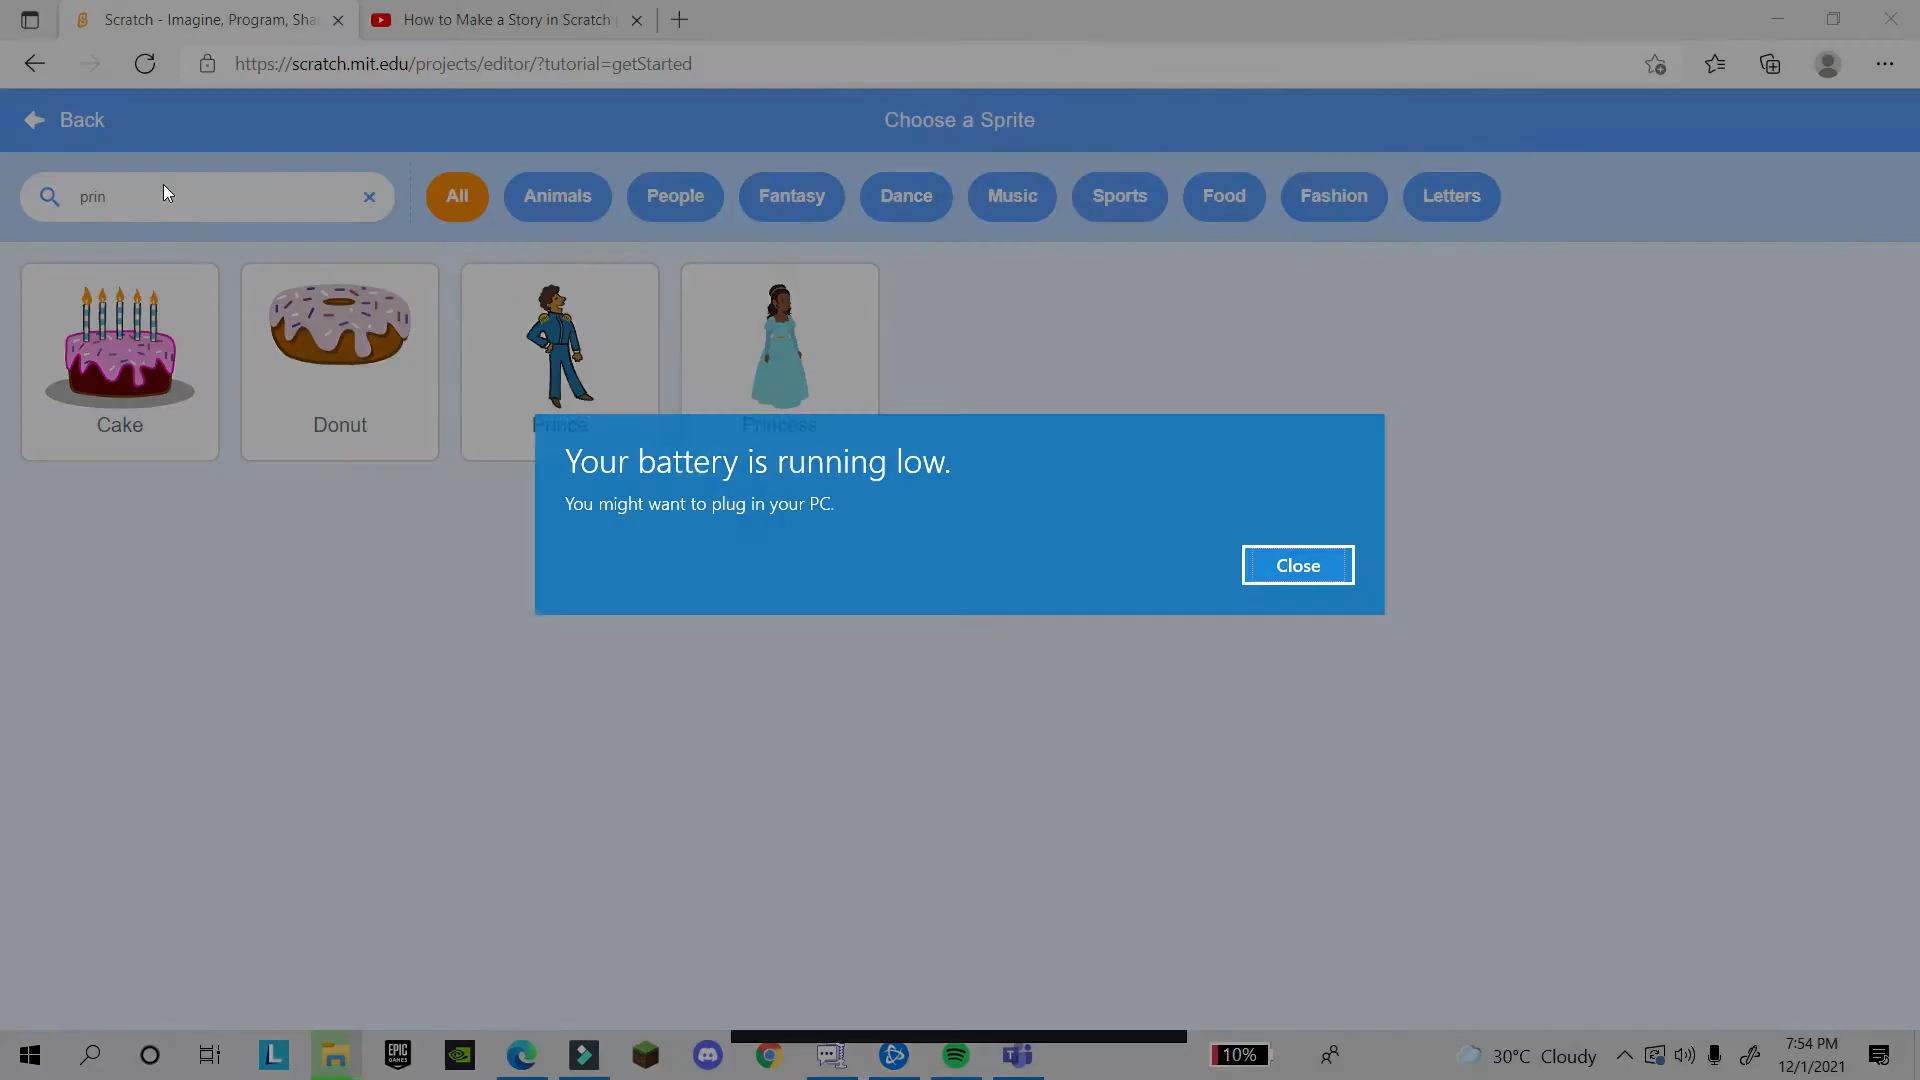 Scratch - Imagine, Program, Sha
How to Make a Story in Scratch
https://scratch.mit.edu/projects/editor/?tutorial=getStarted
Back
Choose a Sprite
prin
All
Animals
People
Fantasy
Dance
Music
Sports
Food
Fashion
Letters
Cake
Donut
Prince
Princess
Your battery is running low.
You might want to plug in your PC.
Close
L
EPIC
GAMES
10%
30°C Cloudy
7:54 PM
12/1/2021